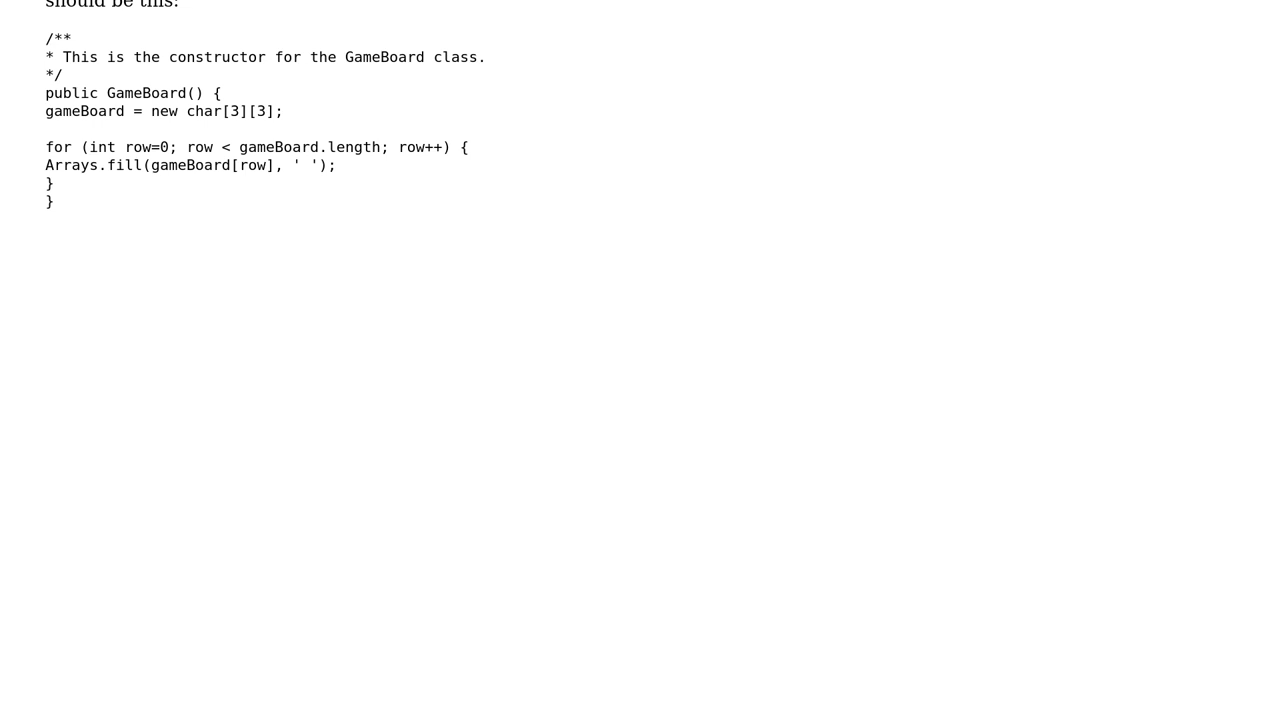 should be this:
/**
* This is the constructor for the GameBoard class.
*/
public GameBoard() {
gameBoard = new char[3][3];
for (int row=0; row < gameBoard.length; row++) {
Arrays.fill(gameBoard[row], ' ');
}
}